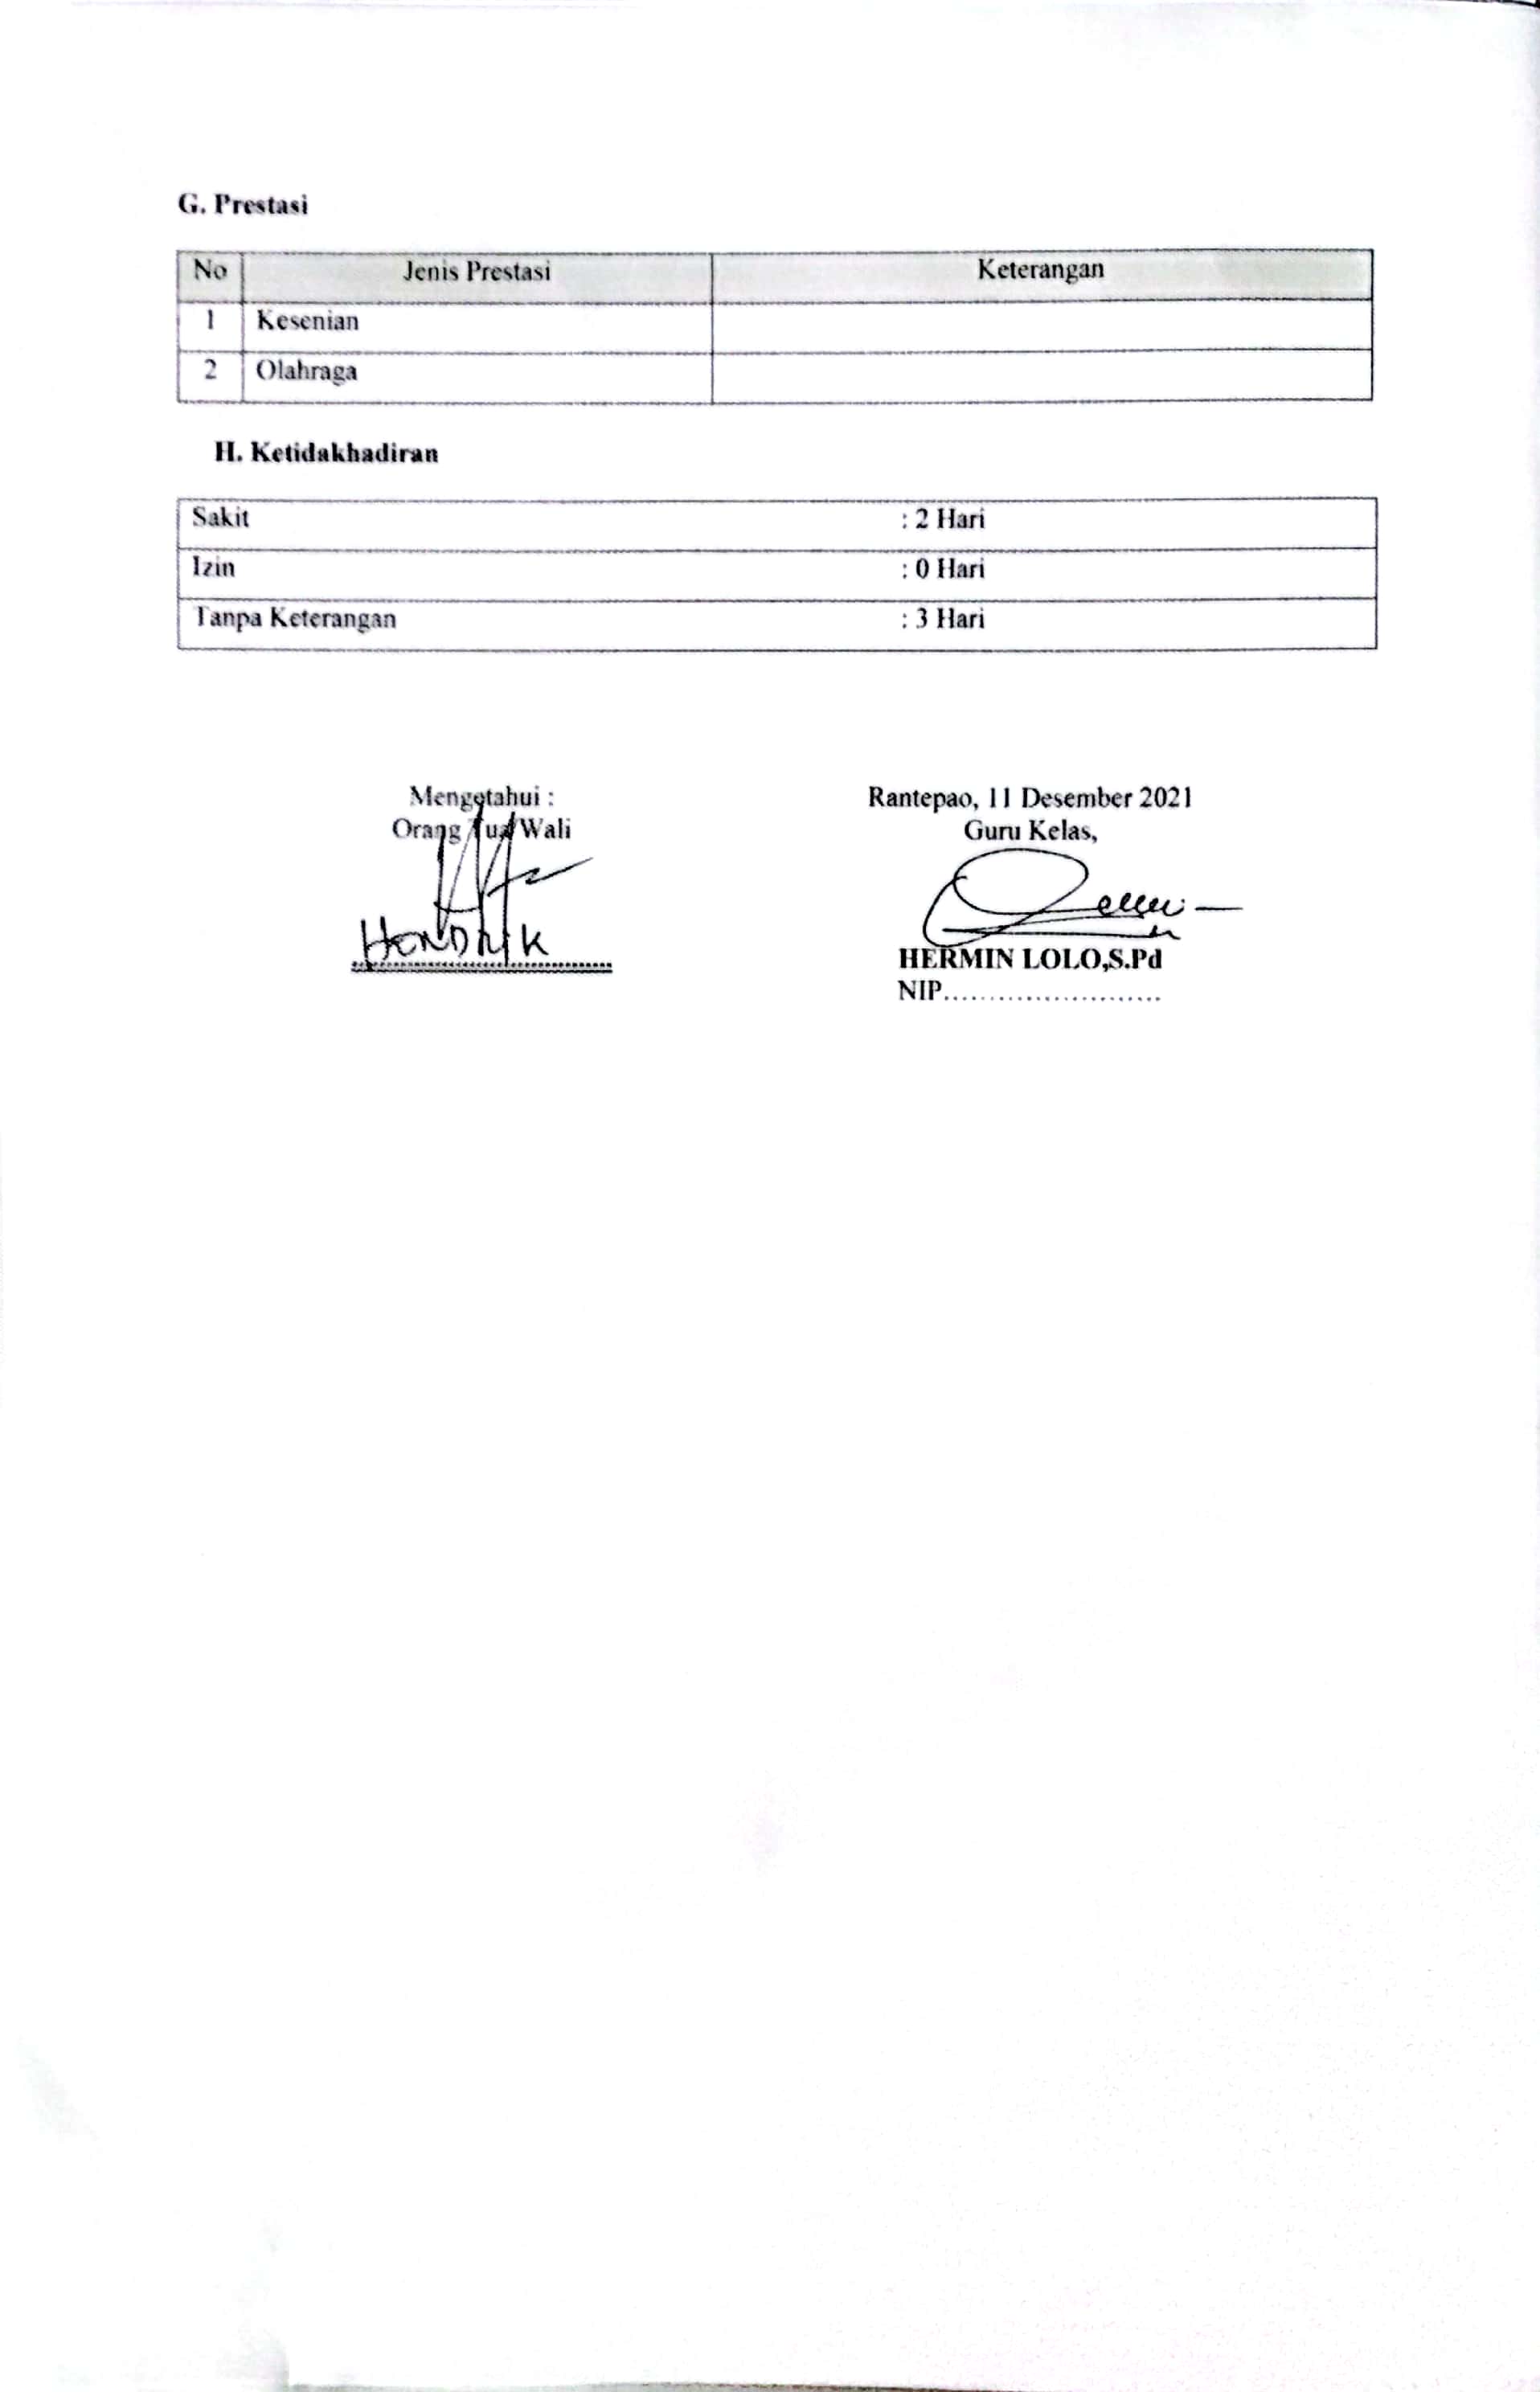 G. Prestasi
No Jenis Prestasi Keterangan
1 Kesenian
2 Olahraga
H. Ketidakhadiran
Sakit : 2 Hari
Izin : 0 Hari
Tanpa Keterangan : 3 Hari
Mengetahui : Rantepao, 11 Desember 2021
Orang Tua/Wali Guru Kelas,
HENDRIK
HERMIN LOLO,S.Pd
NIP.........................